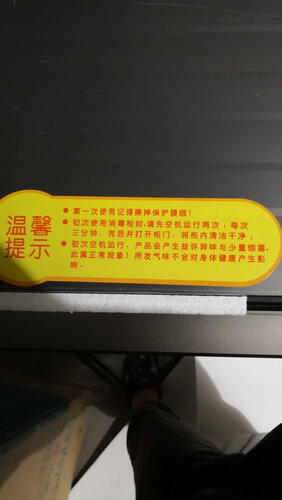 温馨
提示
第一次使用记得撕掉保护膜哦！
初次使用消毒柜时，请先空机运行两次：每次
三分钟，完后并打开柜门，将柜内清洁干净；
初次空机运行，产品会产生些许异味与少量烟雾，
此属正常现象！所发气味不会对身体健康产生影
响。